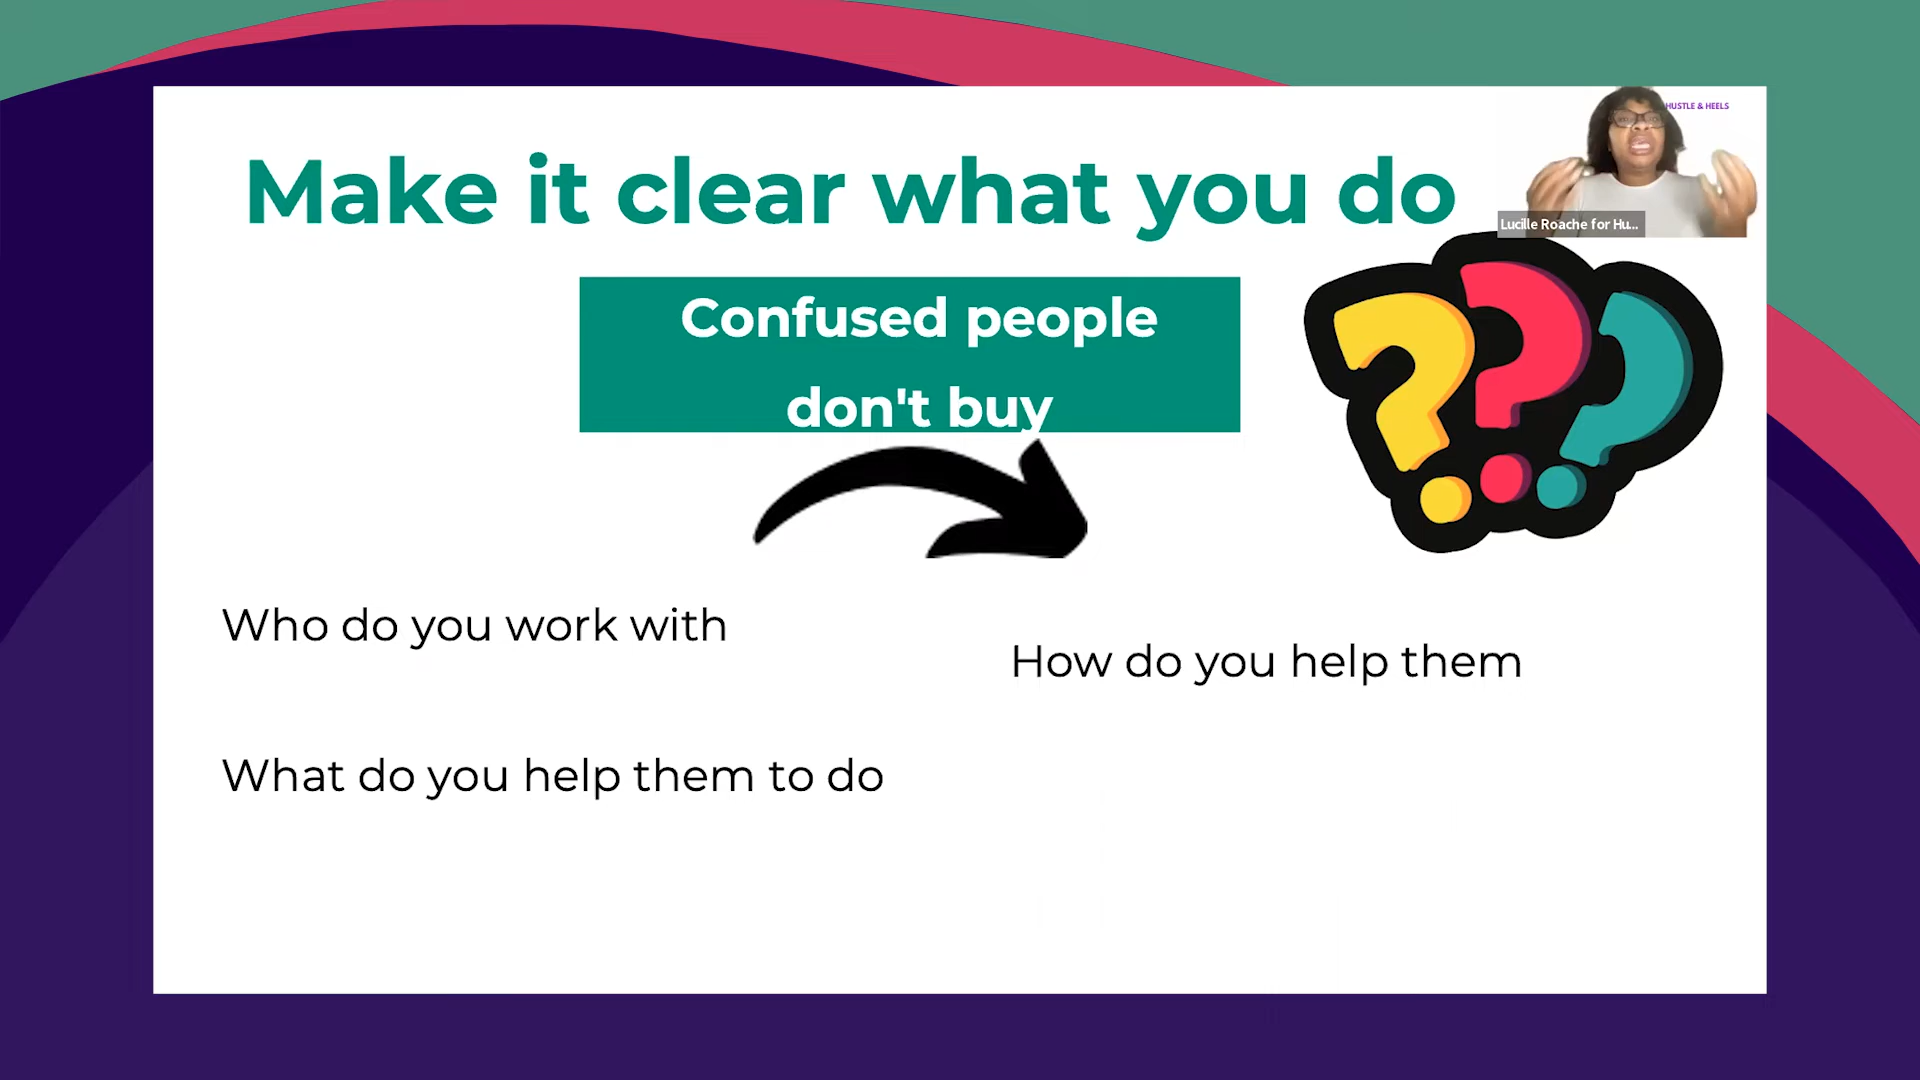 Make it clear what you do
HUSTLE & HEELS
Lucille Roache for Hu...
Confused people
don't buy
Who do you work with
How do you help them
What do you help them to do